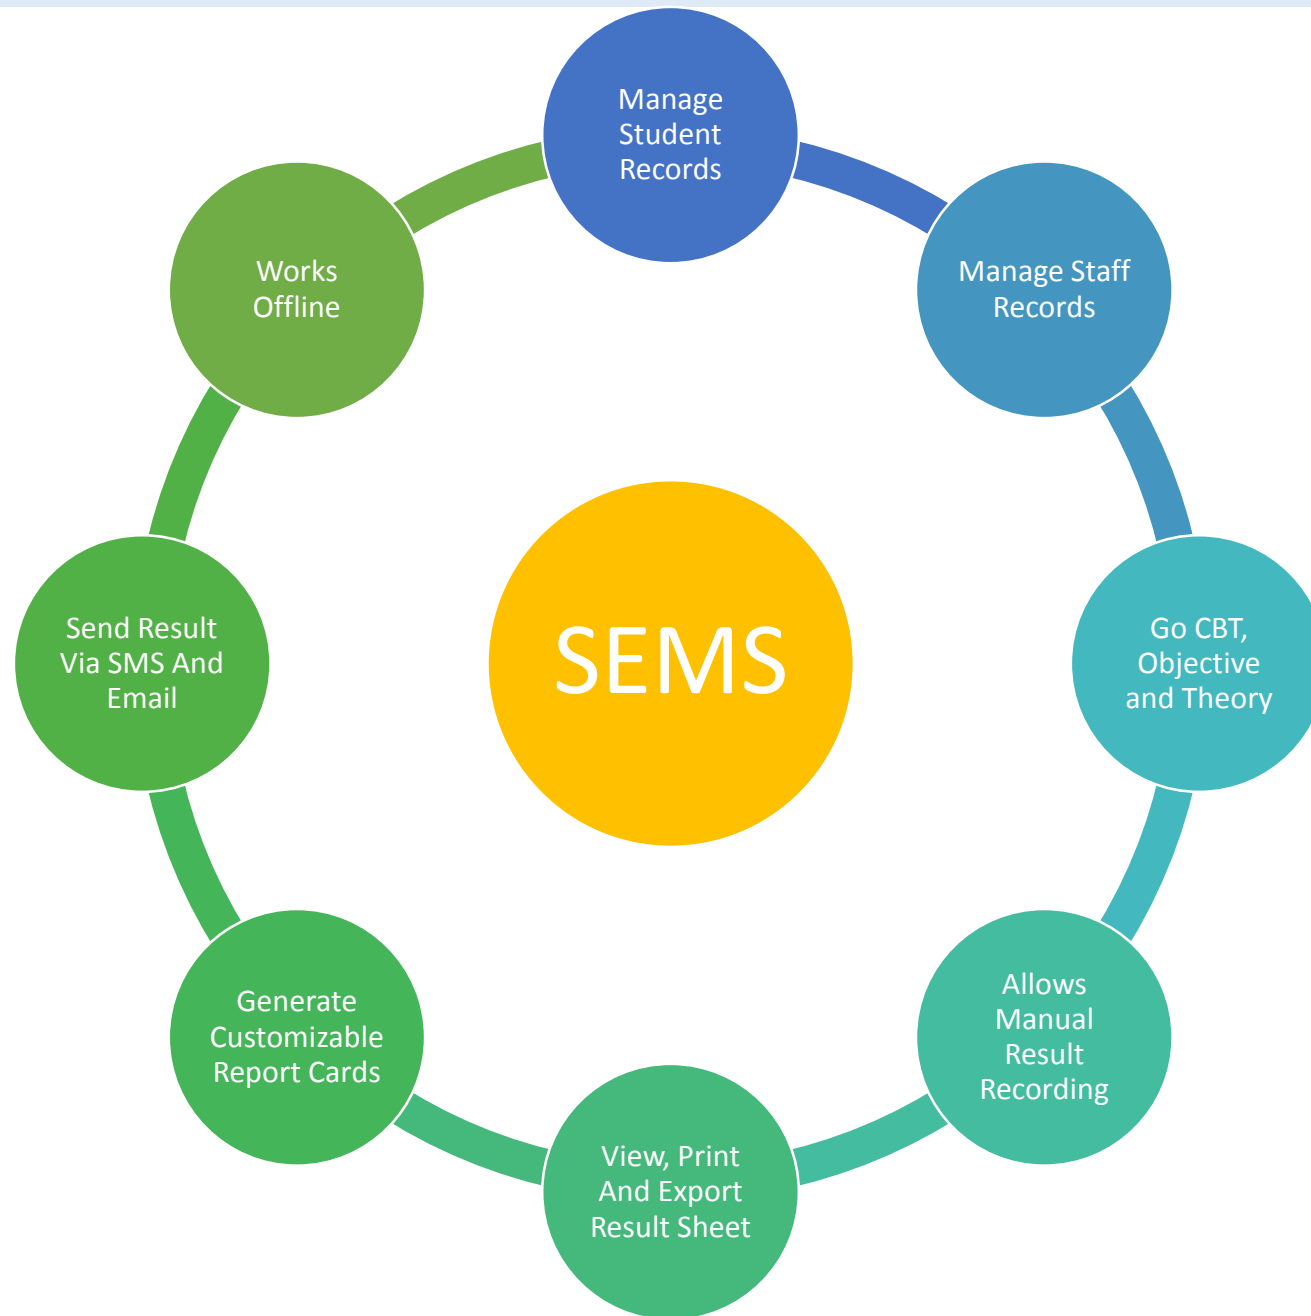 Manage
Student
Records
Manage Staff
Records
Go CBT,
Objective
and Theory
Allows
Manual
Result
Recording
View, Print
And Export
Result Sheet
Generate
Customizable
Report Cards
Send Result
Via SMS And
Email
Works
Offline
SEMS